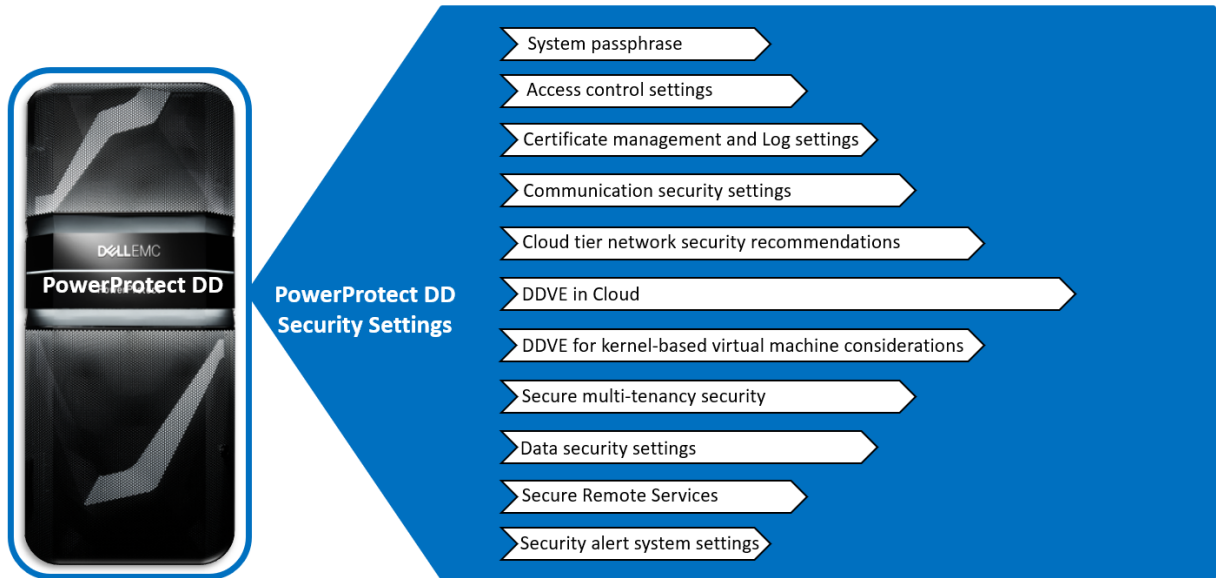 DELLEMC
PowerProtect DD
PowerProtect DD
Security Settings
System passphrase
Access control settings
Certificate management and Log settings
Communication security settings
Cloud tier network security recommendations
DDVE in Cloud
DDVE for kernel-based virtual machine considerations
Secure multi-tenancy security
Data security settings
Secure Remote Services
Security alert system settings